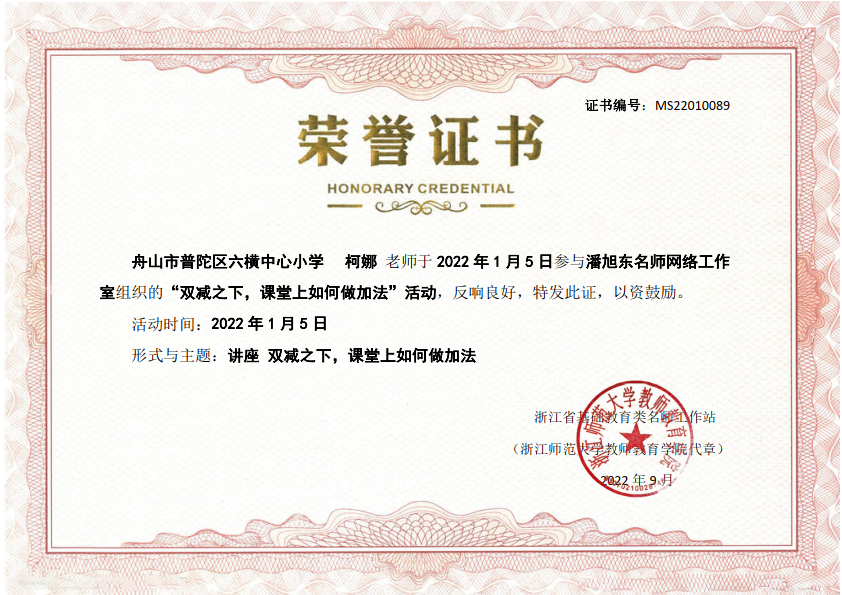 证书编号：MS22010089
荣誉证书
HONORARY CREDENTIAL
舟山市普陀区六横中心小学 柯娜 老师于 2022 年 1 月 5 日参与潘旭东名师网络工作
室组织的“双减之下，课堂上如何做加法”活动，反响良好，特发此证，以资鼓励。
活动时间：2022 年 1 月 5 日
形式与主题：讲座 双减之下，课堂上如何做加法
浙江省基础教育类名师工作站
（浙江师范大学教师教育学院代章）
2022 年 9 月
浙江师范大学教师教育学院